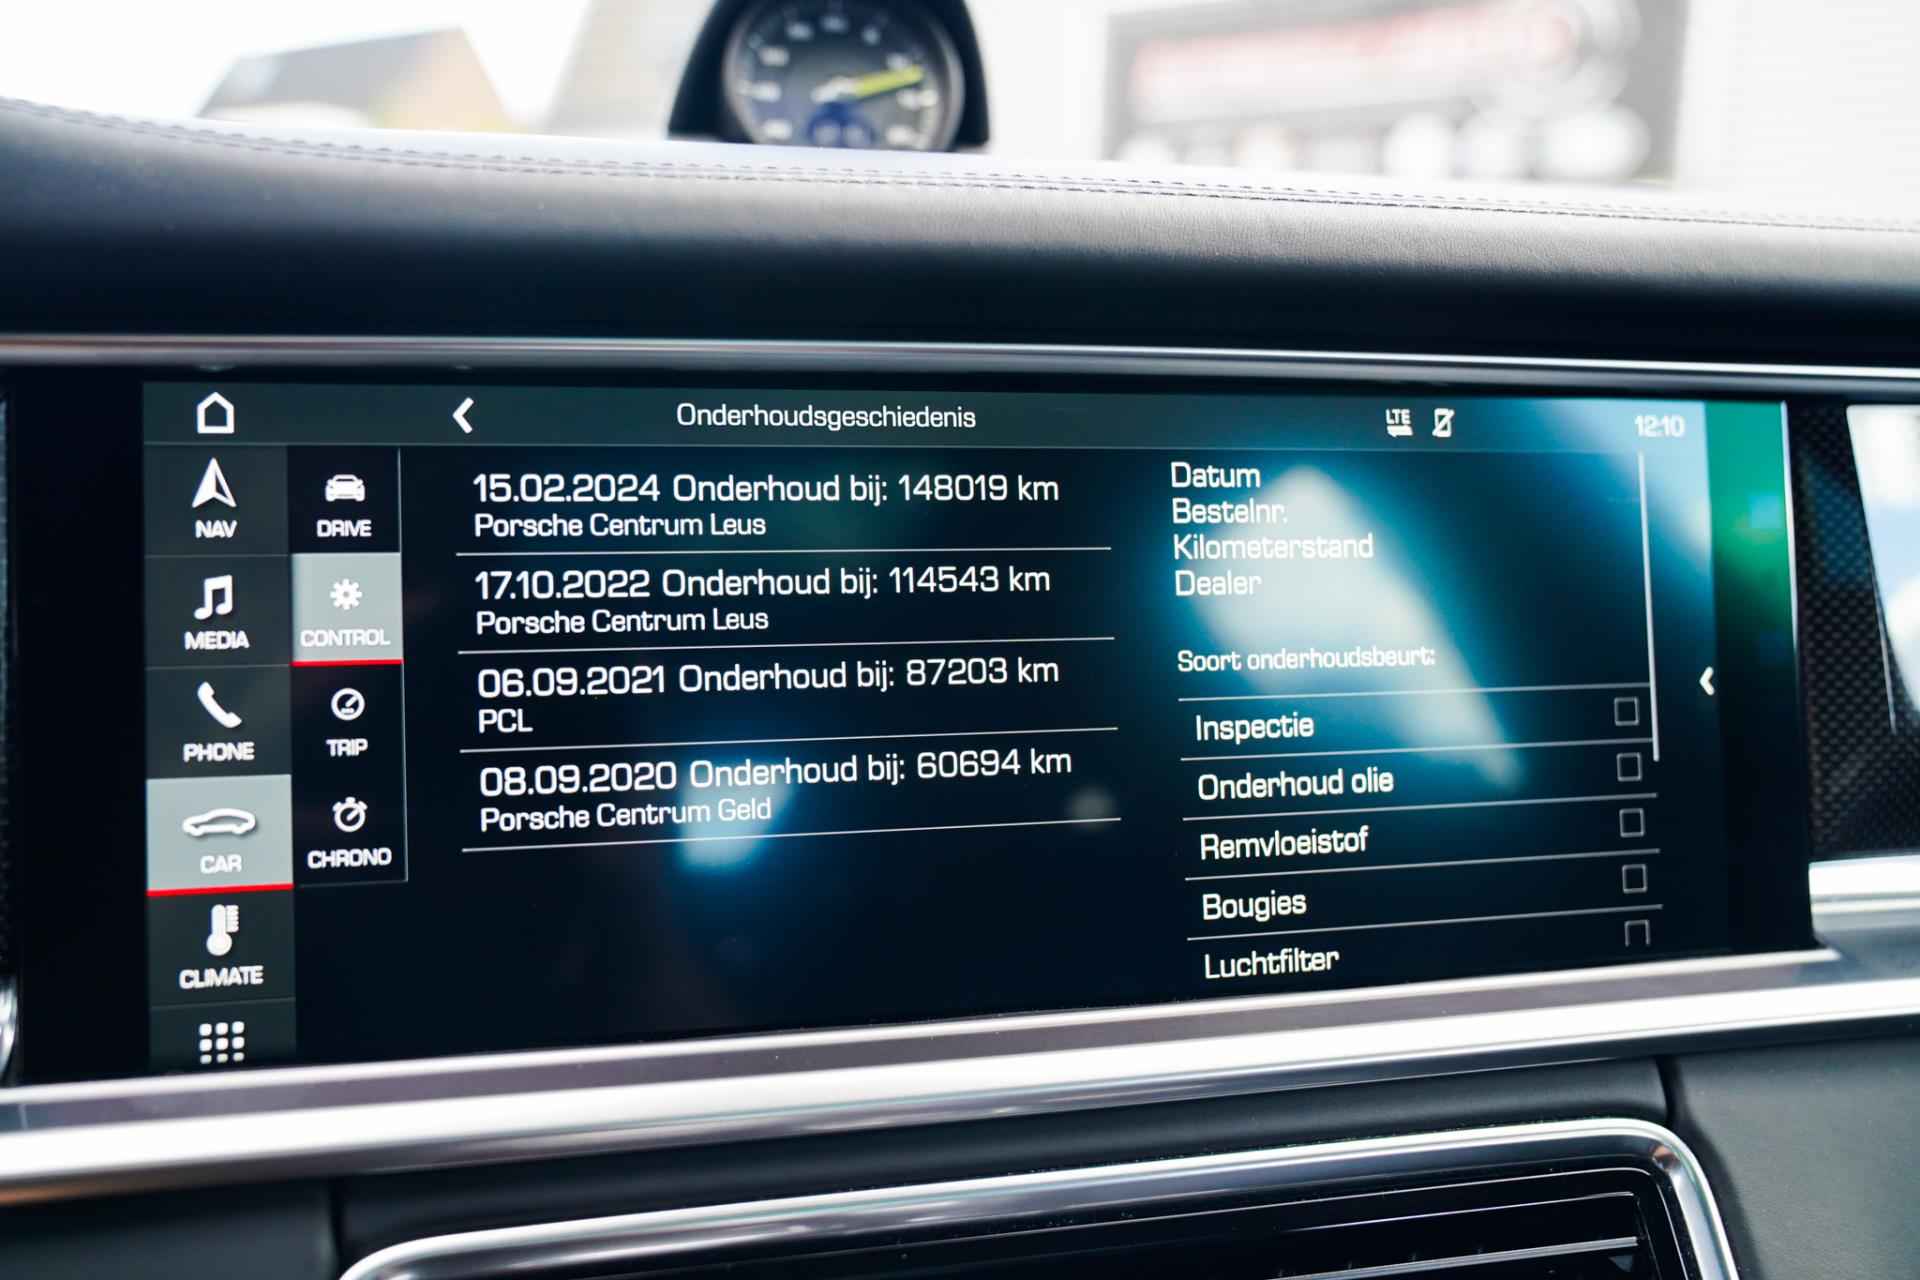 Onderhoudsgeschiedenis
LTE
12:10
NAV
MEDIA
PHONE
CAR
CLIMATE
DRIVE
CONTROL
TRIP
CHRONO
15.02.2024 Onderhoud bij: 148019 km
Porsche Centrum Leus
17.10.2022 Onderhoud bij: 114543 km
Porsche Centrum Leus
06.09.2021 Onderhoud bij: 87203 km
PCL
08.09.2020 Onderhoud bij: 60694 km
Porsche Centrum Geld
Datum
Bestelnr.
Kilometerstand
Dealer
Soort onderhoudsbeurt:
Inspectie
Onderhoud olie
Remvloeistof
Bougies
Luchtfilter